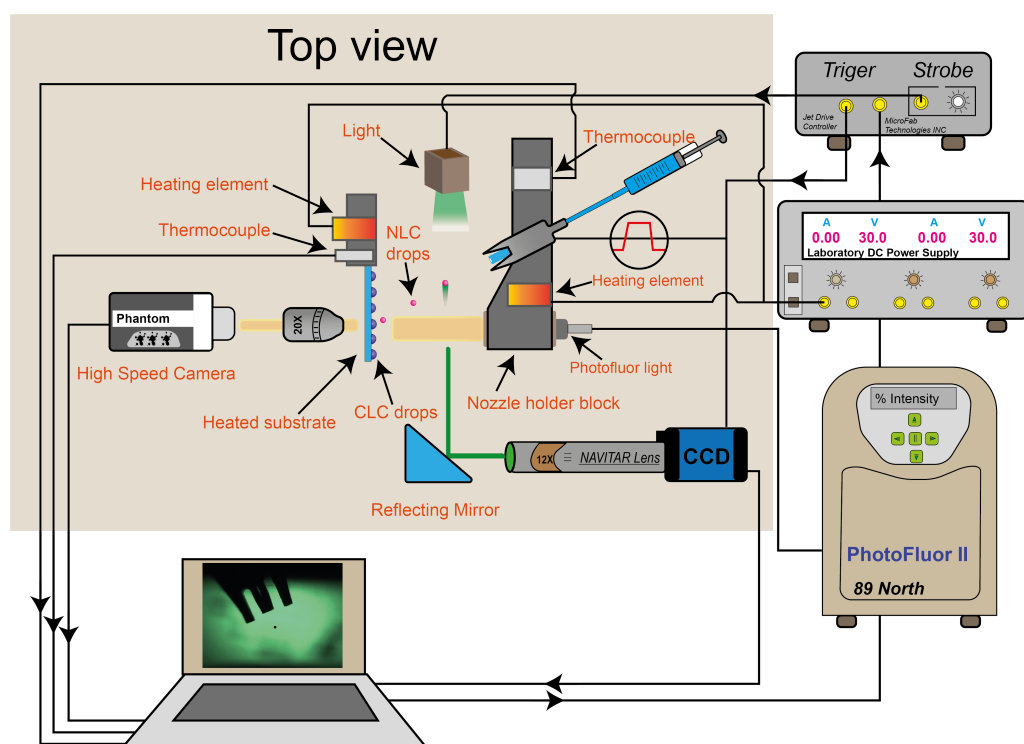 Top view
Triger
Strobe
Jet Drive
Controller
MicroFab
Technologies INC
Light
Thermocouple
Heating element
Thermocouple
NLC
drops
A
V
A
V
0.00
30.0
0.00
30.0
Laboratory DC Power Supply
Heating element
Phantom
20X
High Speed Camera
Photofluor light
Heated substrate
CLC drops
Nozzle holder block
% Intensity
12X
NAVITAR Lens
CCD
Reflecting Mirror
PhotoFluor II
89 North